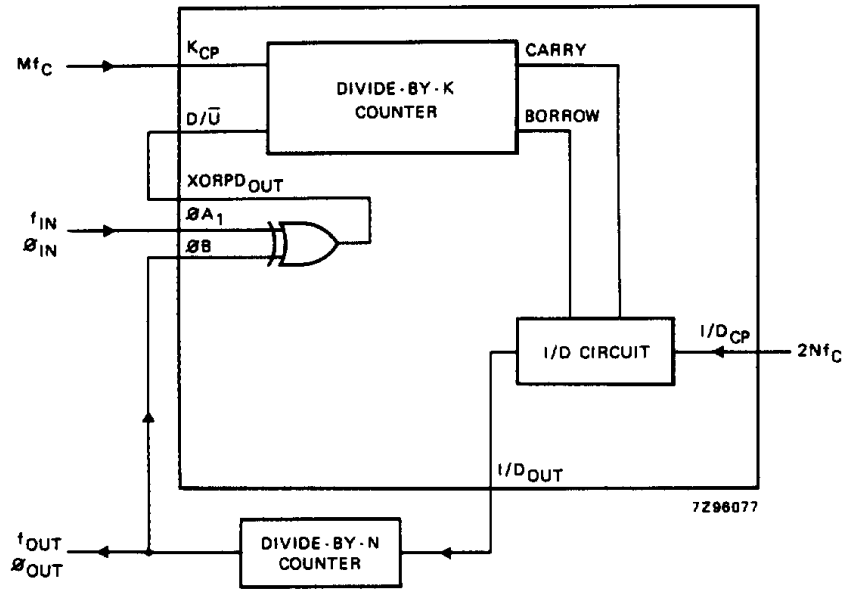 Mf_C
K_CP
DIVIDE-BY-K
COUNTER
CARRY
BORROW
D/U̅
XORPD_OUT
f_IN
ØA_1
Ø_IN
ØB
I/D CIRCUIT
I/D_CP
2Nf_C
I/D_OUT
7Z96077
f_OUT
Ø_OUT
DIVIDE-BY-N
COUNTER